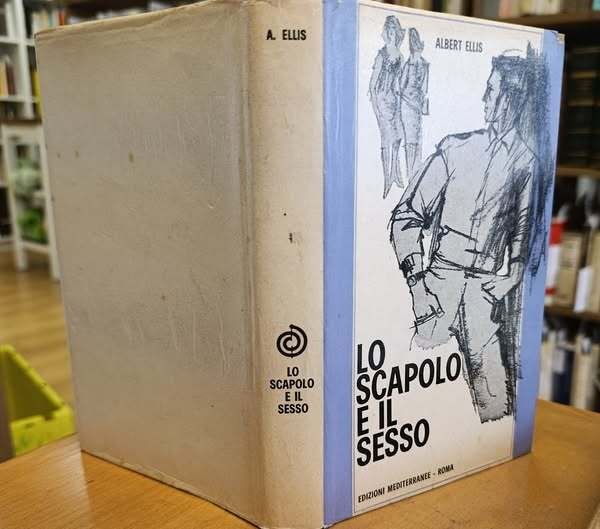 A. ELLIS
LO
SCAPOLO
E IL
SESSO
ALBERT ELLIS
LO
SCAPOLO
E IL
SESSO
EDIZIONI MEDITERRANEE - ROMA